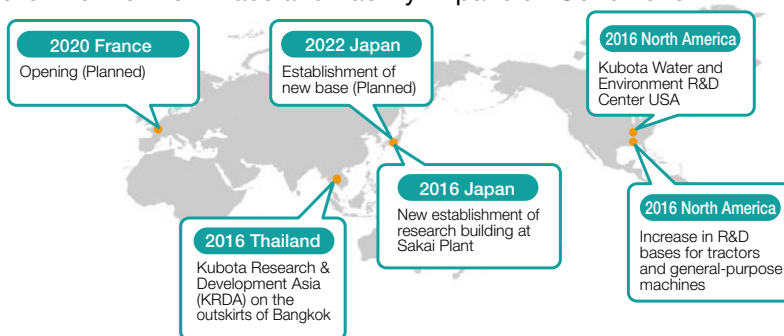 2020 France
Opening (Planned)
2022 Japan
Establishment of
new base (Planned)
2016 North America
Kubota Water and
Environment R&D
Center USA
2016 Thailand
Kubota Research &
Development Asia
(KRDA) on the
outskirts of Bangkok
2016 Japan
New establishment of
research building at
Sakai Plant
2016 North America
Increase in R&D
bases for tractors
and general-purpose
machines